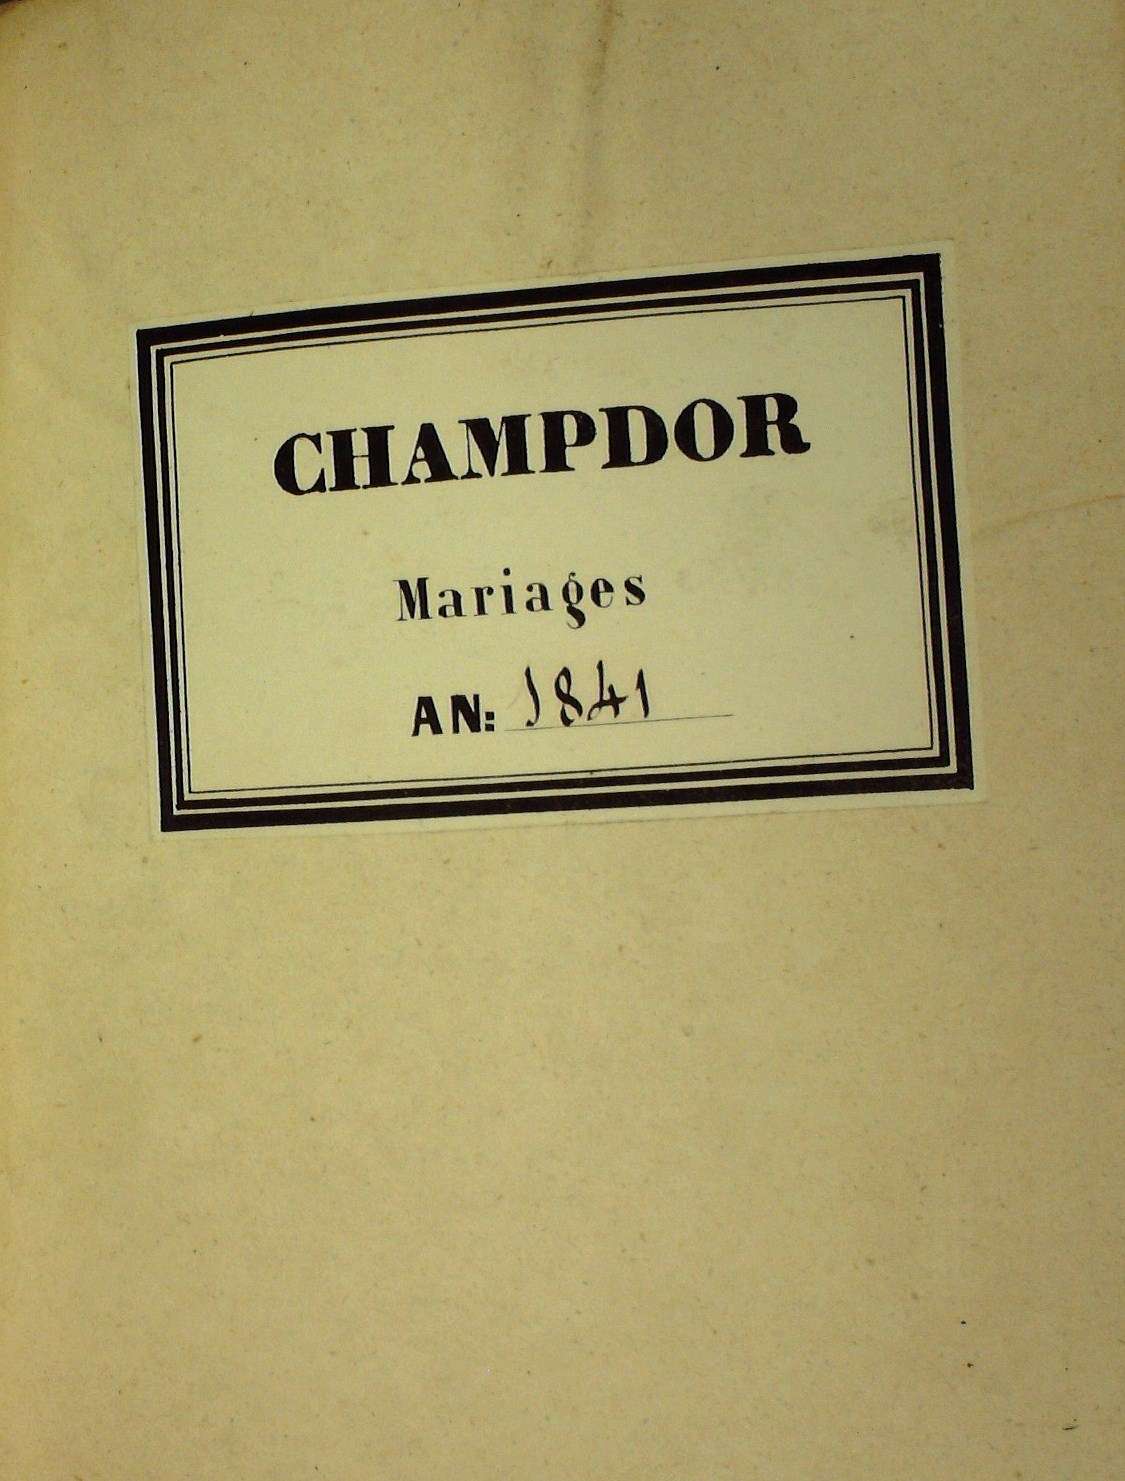 CHAMPDOR
Mariages
AN: 1841